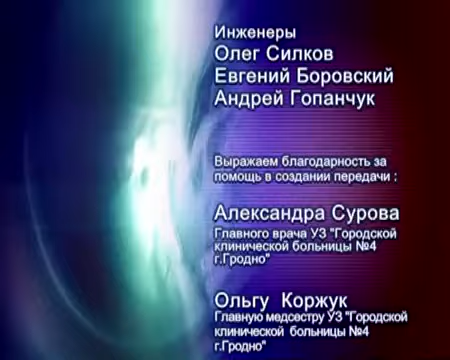 Инженеры
Олег Силков
Евгений Боровский
Андрей Гопанчук
Выражаем благодарность за
помощь в создании передачи :
Александра Сурова
Главного врача УЗ "Городской
клинической больницы №4
г.Гродно"
Ольгу Коржук
Главную медсестру УЗ "Городской
клинической больницы №4
г.Гродно"